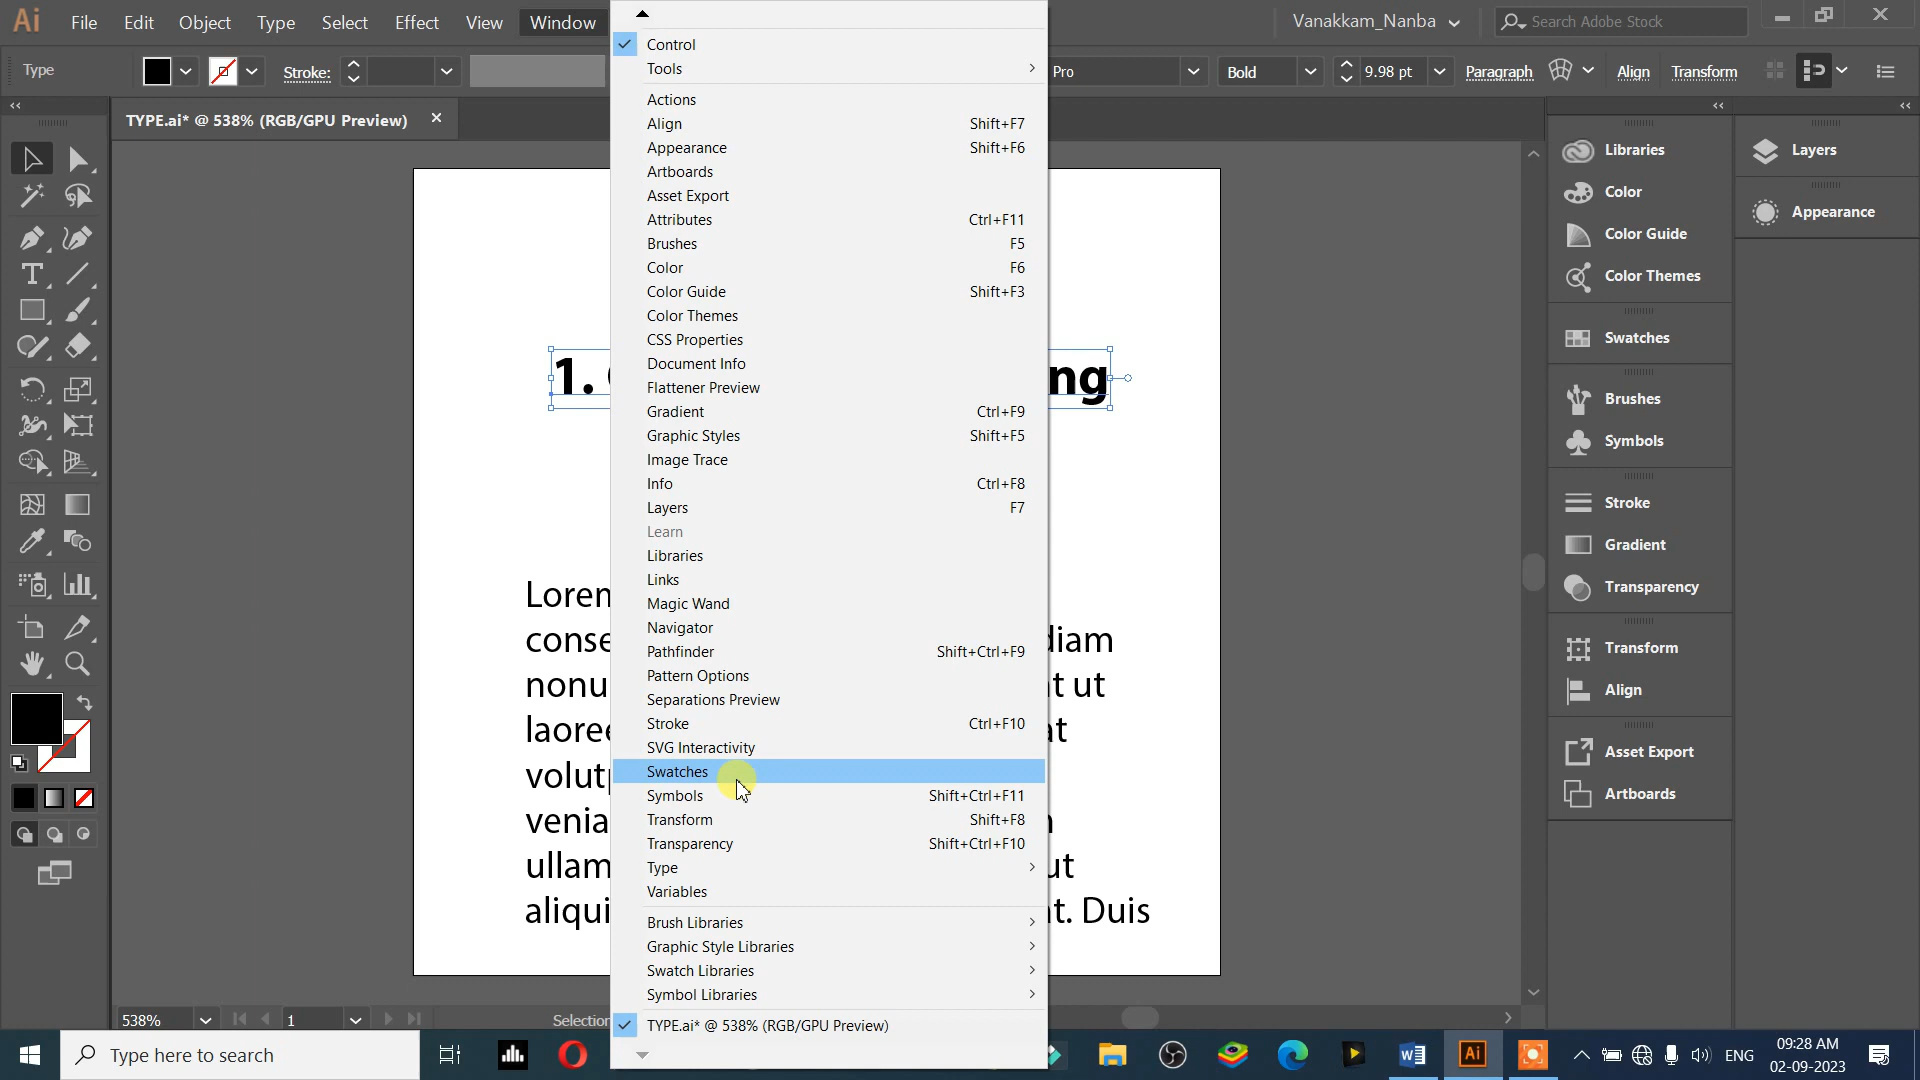 Ai File Edit Object Type Select Effect View Window Vanakkam_Nanba Search Adobe Stock
Type Stroke: Pro Bold 9.98 pt Paragraph Align Transform
TYPE.ai* @ 538% (RGB/GPU Preview)
Control
Tools
Actions
Align Shift+F7
Appearance Shift+F6
Artboards
Asset Export
Attributes Ctrl+F11
Brushes F5
Color F6
Color Guide Shift+F3
Color Themes
CSS Properties
Document Info
Flattener Preview
Gradient Ctrl+F9
Graphic Styles Shift+F5
Image Trace
Info Ctrl+F8
Layers F7
Learn
Libraries
Links
Magic Wand
Navigator
Pathfinder Shift+Ctrl+F9
Pattern Options
Separations Preview
Stroke Ctrl+F10
SVG Interactivity
Swatches
Symbols Shift+Ctrl+F11
Transform Shift+F8
Transparency Shift+Ctrl+F10
Type
Variables
Brush Libraries
Graphic Style Libraries
Swatch Libraries
Symbol Libraries
TYPE.ai* @ 538% (RGB/GPU Preview)
1. ng
Lorem
conse diam
nonu t ut
laoree at
volutp
venia
ullam ut
aliqui t. Duis
Libraries
Color
Color Guide
Color Themes
Swatches
Brushes
Symbols
Stroke
Gradient
Transparency
Transform
Align
Asset Export
Artboards
Layers
Appearance
538% 1 Selection
Type here to search
ENG
09:28 AM
02-09-2023